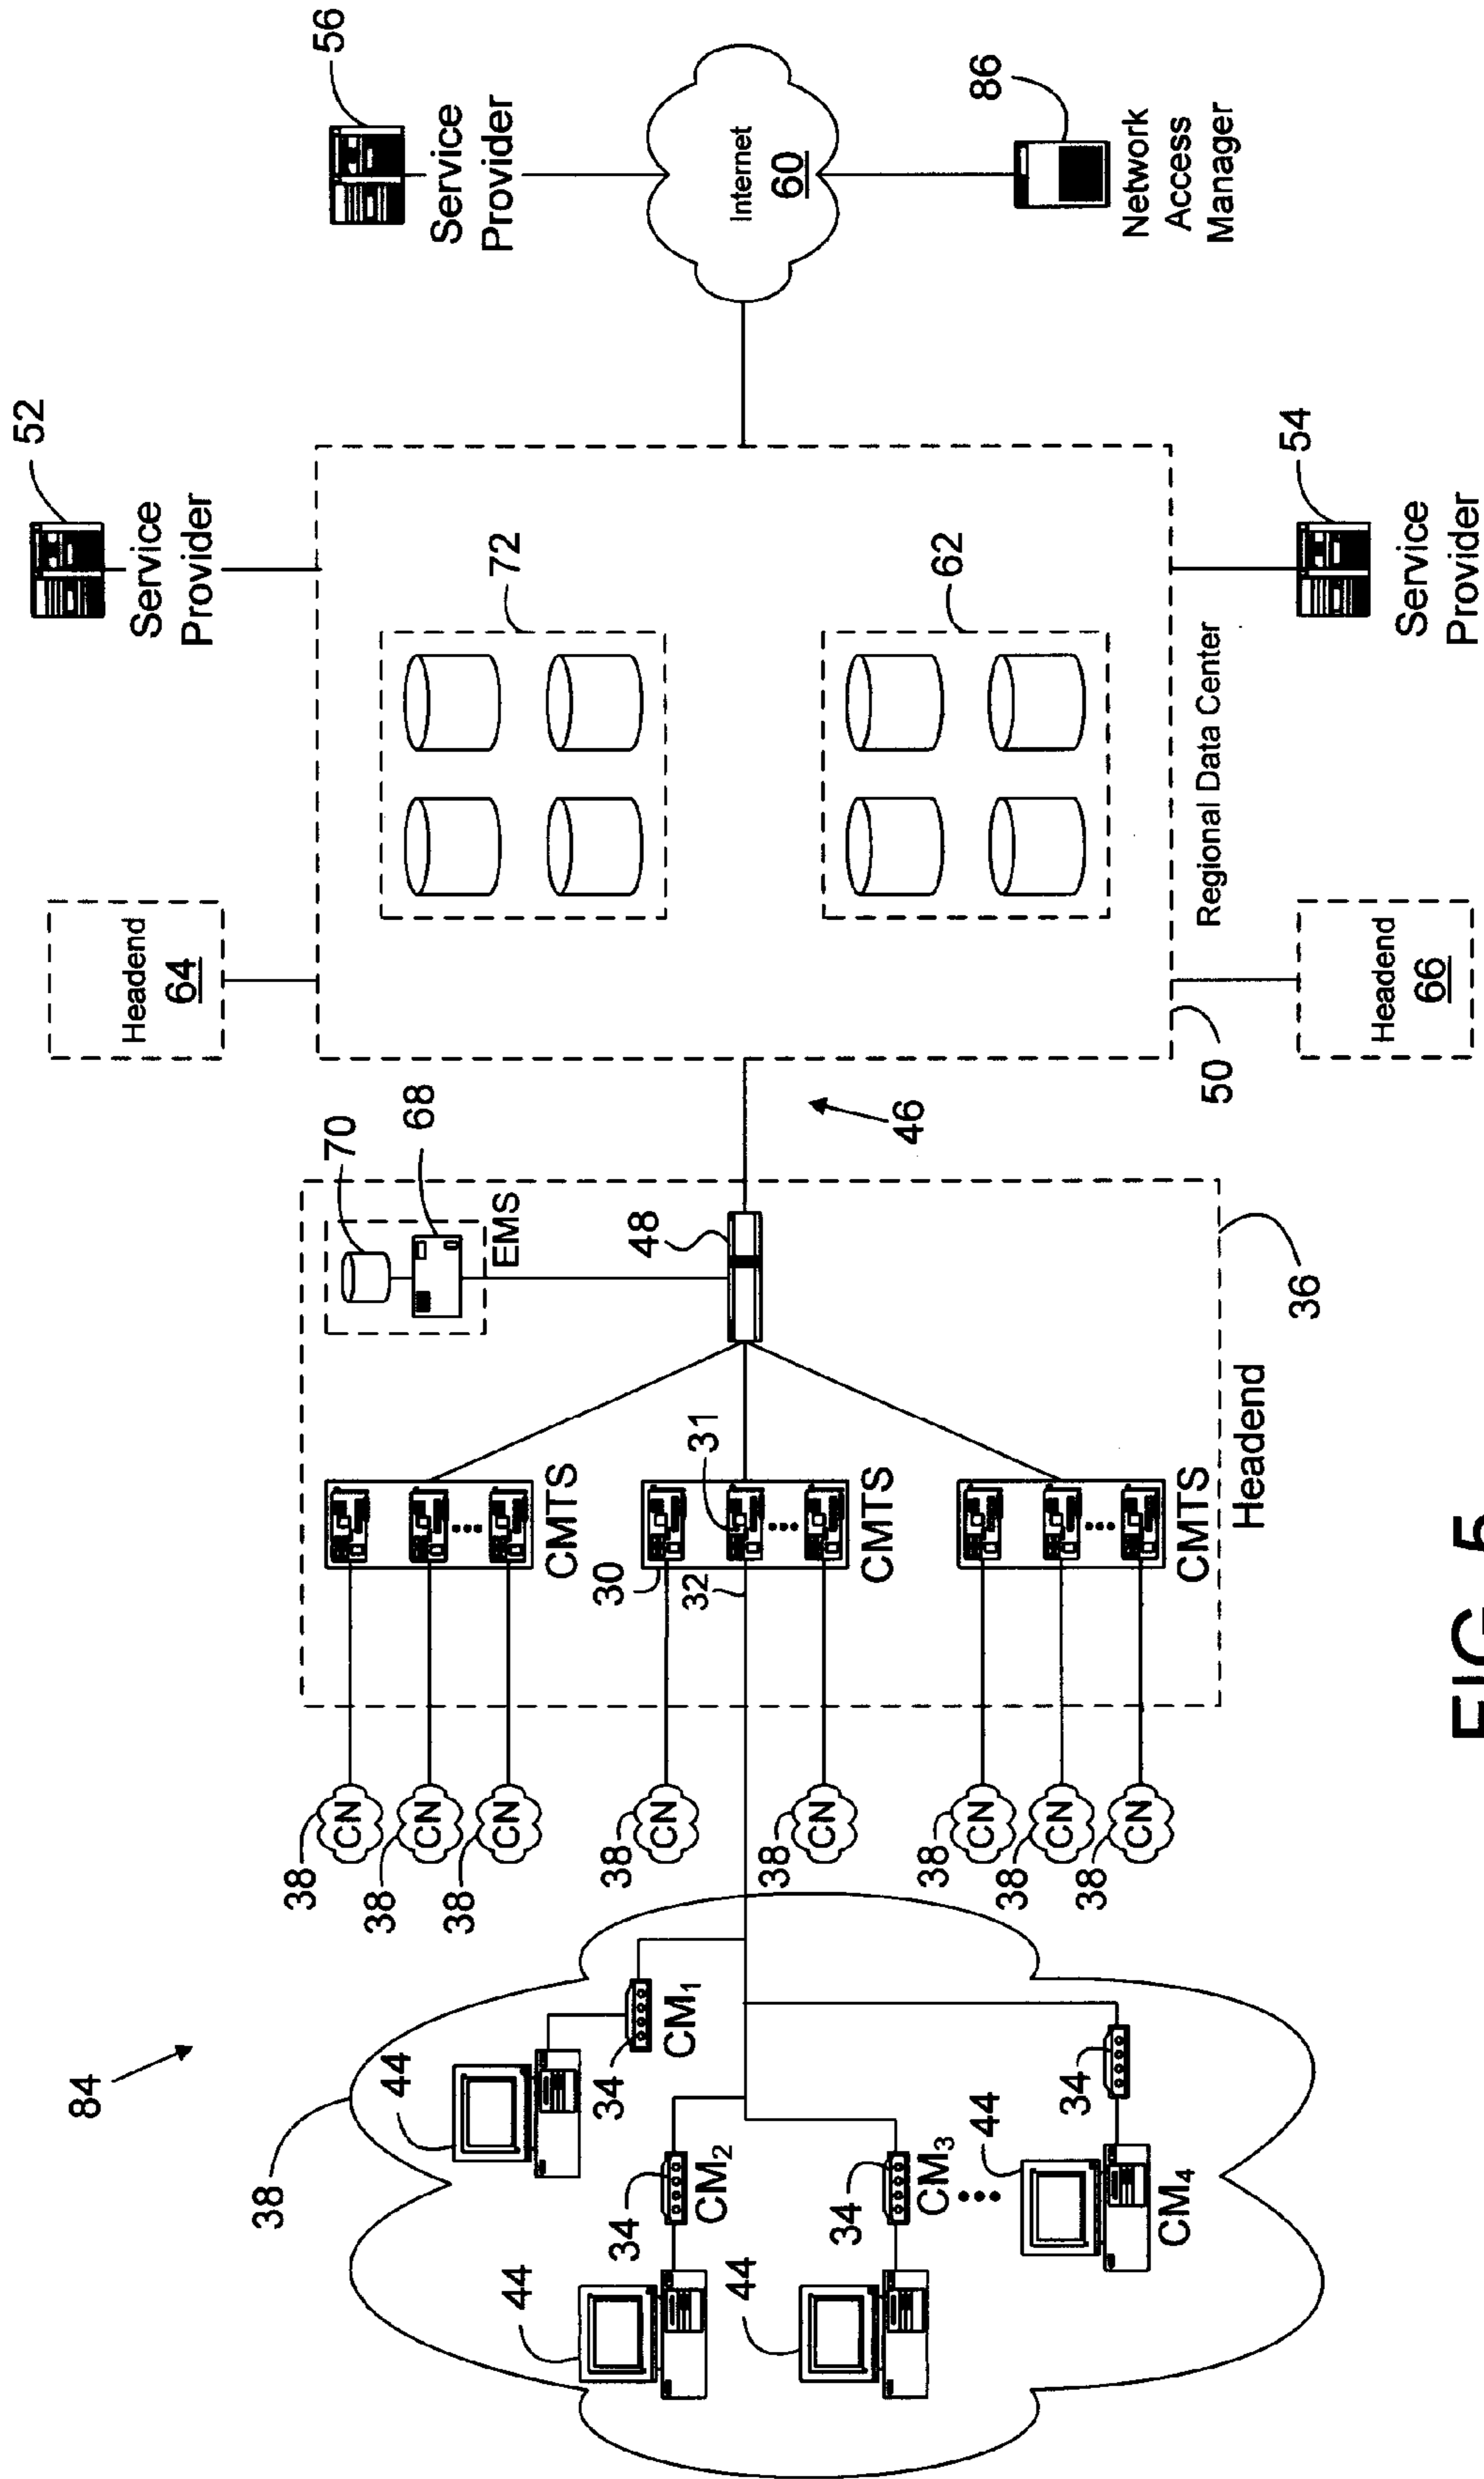 84
38
44
34
CM₁
44
34
CM₂
44
34
CM₃
44
34
CM₄
38
CN
38
CN
38
CN
38
CN
38
CN
38
CN
38
CN
38
CN
30
31
32
CMTS
CMTS
CMTS
70
68
EMS
48
Headend
36
46
Headend
64
72
62
50
Regional Data Center
Headend
66
52
Service
Provider
54
Service
Provider
56
Service
Provider
Internet
60
86
Network
Access
Manager
FIG. 5